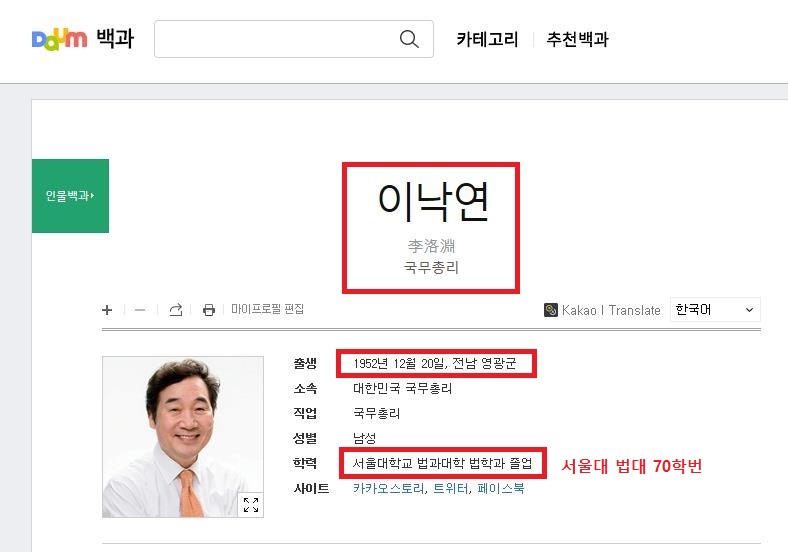 Daum 백과
카테고리 추천백과
인물백과
이낙연
李洛淵
국무총리
마이프로필 편집
Kakao i Translate 한국어
출생 1952년 12월 20일, 전남 영광군
소속 대한민국 국무총리
직업 국무총리
성별 남성
학력 서울대학교 법과대학 법학과 졸업 서울대 법대 70학번
사이트 카카오스토리, 트위터, 페이스북